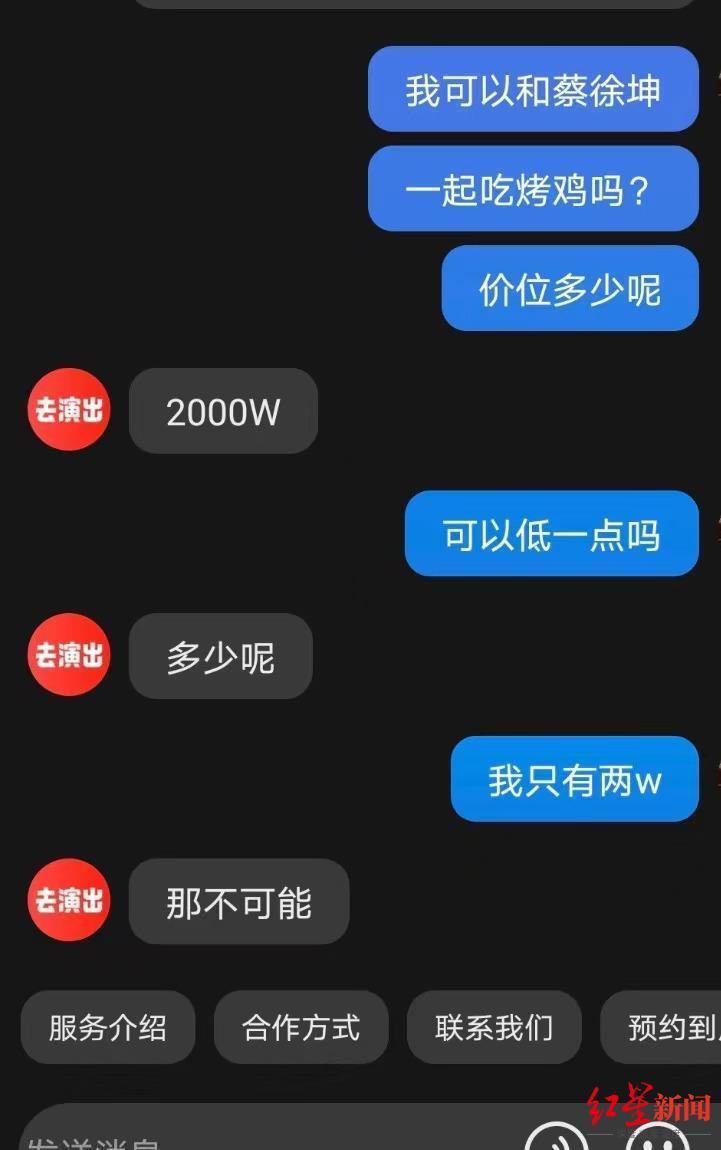 我可以和蔡徐坤
一起吃烤鸡吗?
价位多少呢
去演出
2000W
可以低一点吗
去演出
多少呢
我只有两w
去演出
那不可能
服务介绍
合作方式
联系我们
预约到
发送消息
红星新闻